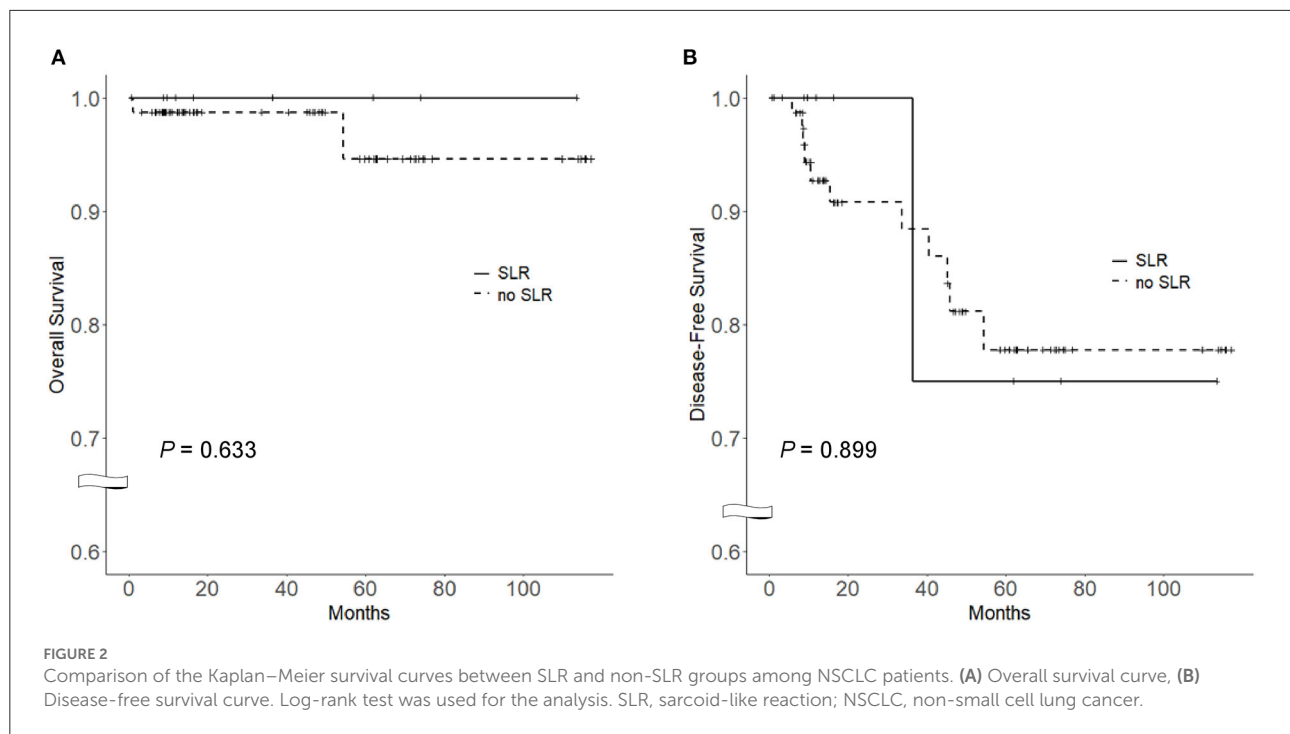 A
1.0
0.9
0.8
0.7
0.6
Overall Survival
SLR
no SLR
P = 0.633
0 20 40 60 80 100
Months
B
1.0
0.9
0.8
0.7
0.6
Disease-Free Survival
SLR
no SLR
P = 0.899
0 20 40 60 80 100
Months
FIGURE 2
Comparison of the Kaplan–Meier survival curves between SLR and non-SLR groups among NSCLC patients. (A) Overall survival curve, (B)
Disease-free survival curve. Log-rank test was used for the analysis. SLR, sarcoid-like reaction; NSCLC, non-small cell lung cancer.